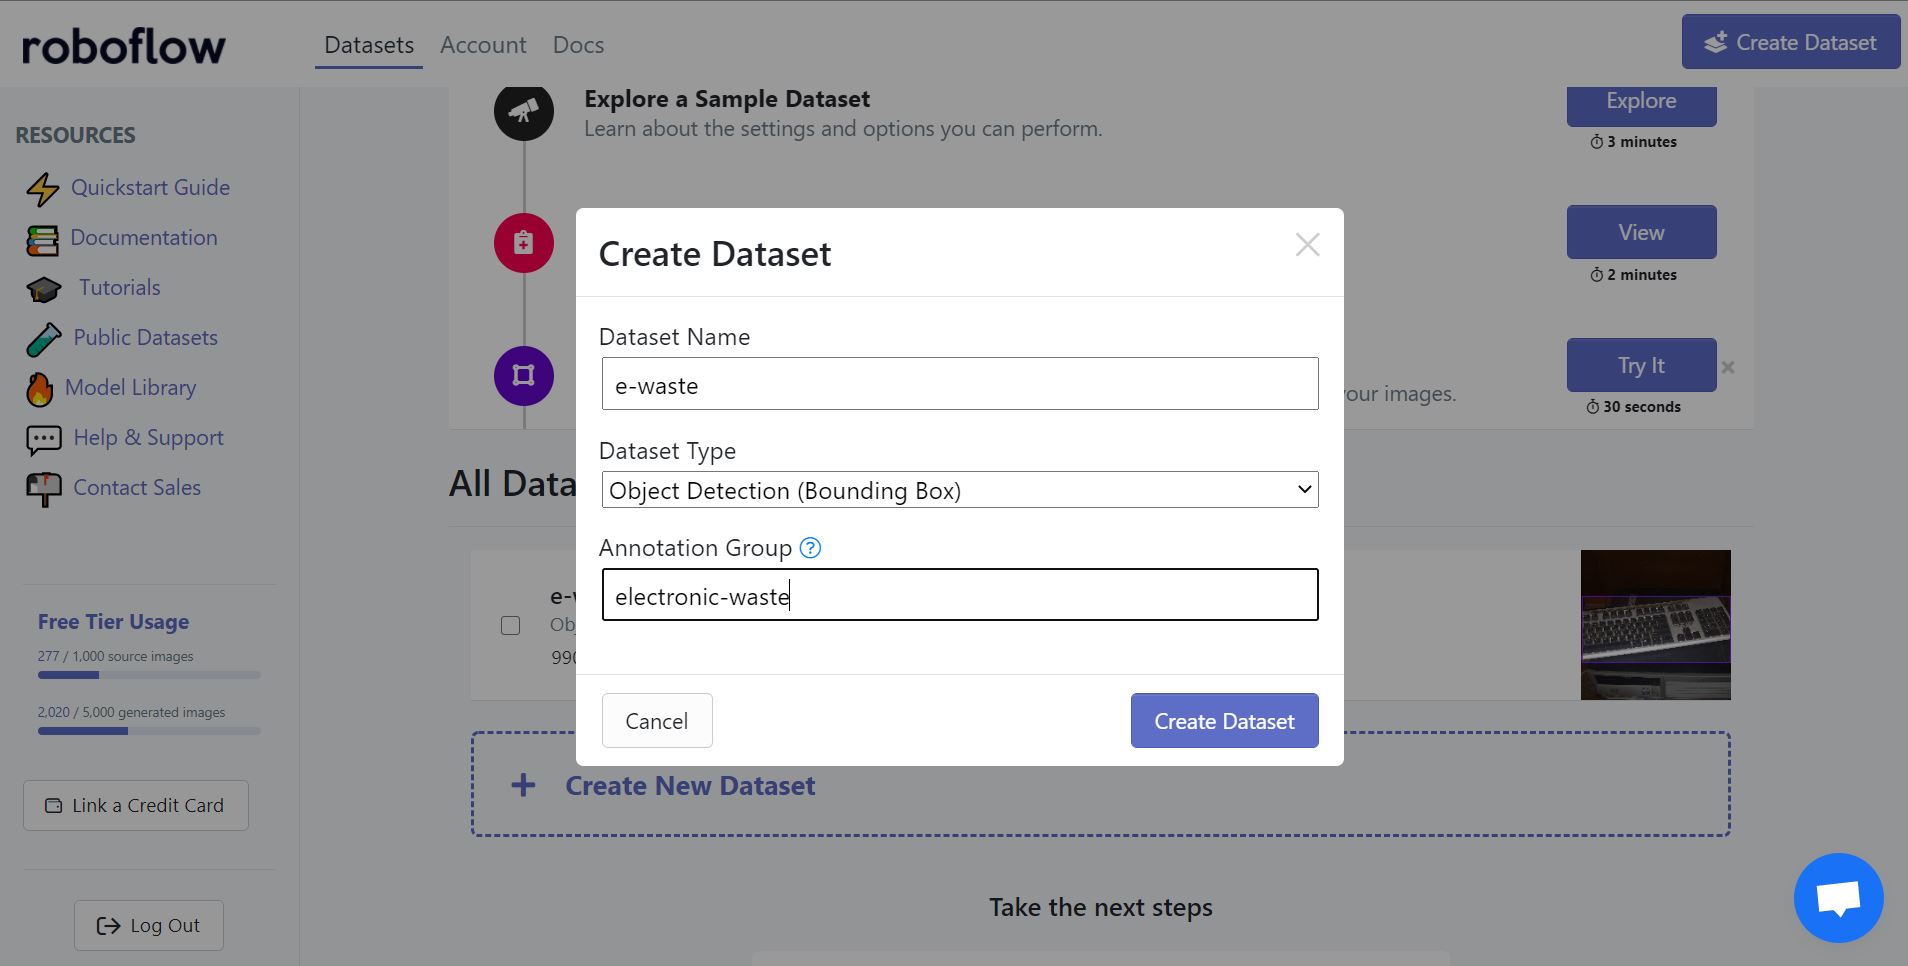 roboflow
Datasets
Account
Docs
Create Dataset
RESOURCES
Quickstart Guide
Documentation
Tutorials
Public Datasets
Model Library
Help & Support
Contact Sales
Free Tier Usage
277 / 1,000 source images
2,020 / 5,000 generated images
Link a Credit Card
Log Out
Explore a Sample Dataset
Learn about the settings and options you can perform.
Explore
3 minutes
View
2 minutes
Try It
your images.
30 seconds
All Data
Create Dataset
Dataset Name
e-waste
Dataset Type
Object Detection (Bounding Box)
Annotation Group
electronic-waste
Cancel
Create Dataset
990
Create New Dataset
Take the next steps